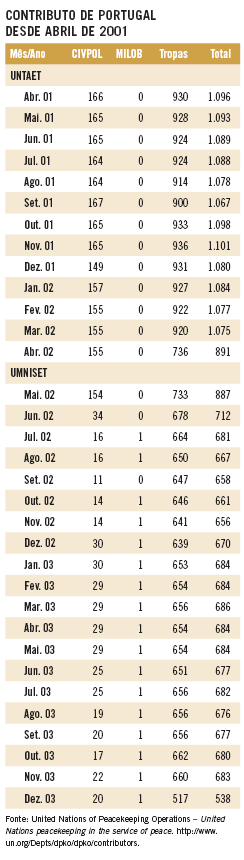 CONTRIBUTO DE PORTUGAL
DESDE ABRIL DE 2001
Mês/Ano CIVPOL MILOB Tropas Total
UNTAET
Abr. 01 166 0 930 1.096
Mai. 01 165 0 928 1.093
Jun. 01 165 0 924 1.089
Jul. 01 164 0 924 1.088
Ago. 01 164 0 914 1.078
Set. 01 167 0 900 1.067
Out. 01 165 0 933 1.098
Nov. 01 165 0 936 1.101
Dez. 01 149 0 931 1.080
Jan. 02 157 0 927 1.084
Fev. 02 155 0 922 1.077
Mar. 02 155 0 920 1.075
Abr. 02 155 0 736 891
UMNISET
Mai. 02 154 0 733 887
Jun. 02 34 0 678 712
Jul. 02 16 1 664 681
Ago. 02 16 1 650 667
Set. 02 11 0 647 658
Out. 02 14 1 646 661
Nov. 02 14 1 641 656
Dez. 02 30 1 639 670
Jan. 03 30 1 653 684
Fev. 03 29 1 654 684
Mar. 03 29 1 656 686
Abr. 03 29 1 654 684
Mai. 03 29 1 654 684
Jun. 03 25 1 651 677
Jul. 03 25 1 656 682
Ago. 03 19 1 656 676
Set. 03 20 1 656 677
Out. 03 17 1 662 680
Nov. 03 22 1 660 683
Dez. 03 20 1 517 538
Fonte: United Nations of Peacekeeping Operations – United
Nations peacekeeping in the service of peace. http://www.
un.org/Depts/dpko/dpko/contributors.